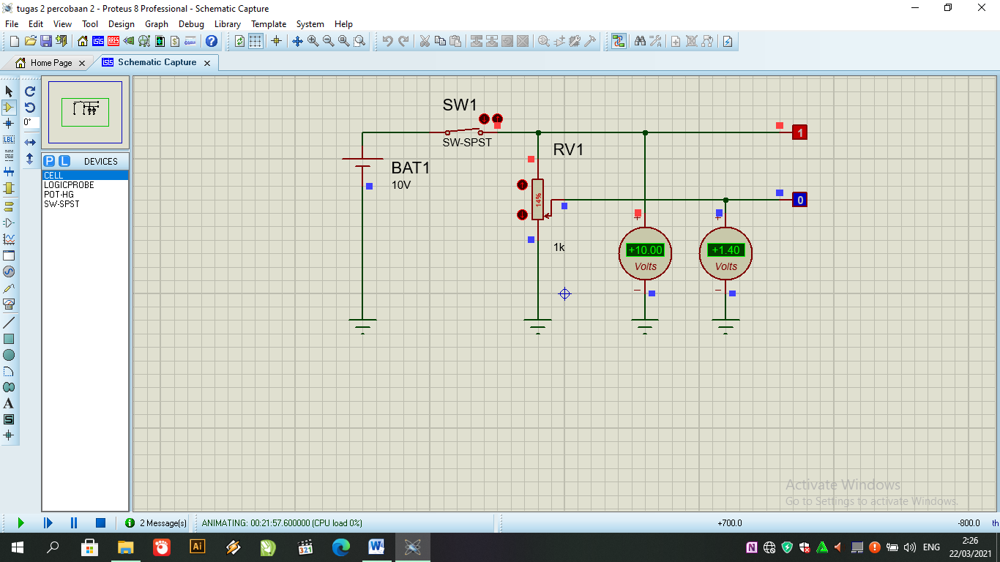 tugas 2 percobaan 2 - Proteus 8 Professional - Schematic Capture
File Edit View Tool Design Graph Debug Library Template System Help
Home Page Schematic Capture
SW1
SW-SPST
0°
LBL
P L DEVICES
CELL
LOGICPROBE
POT-HG
SW-SPST
BAT1
10V
RV1
14%
1k
1
0
+
+
+10.00
Volts
+1.40
Volts
−
−
A
S
2 Message(s) ANIMATING: 00:21:57.600000 (CPU load 0%) +700.0 -800.0 th
Activate Windows
Go to Settings to activate Windows.
Ai
321
W
N
ENG
2:26
22/03/2021